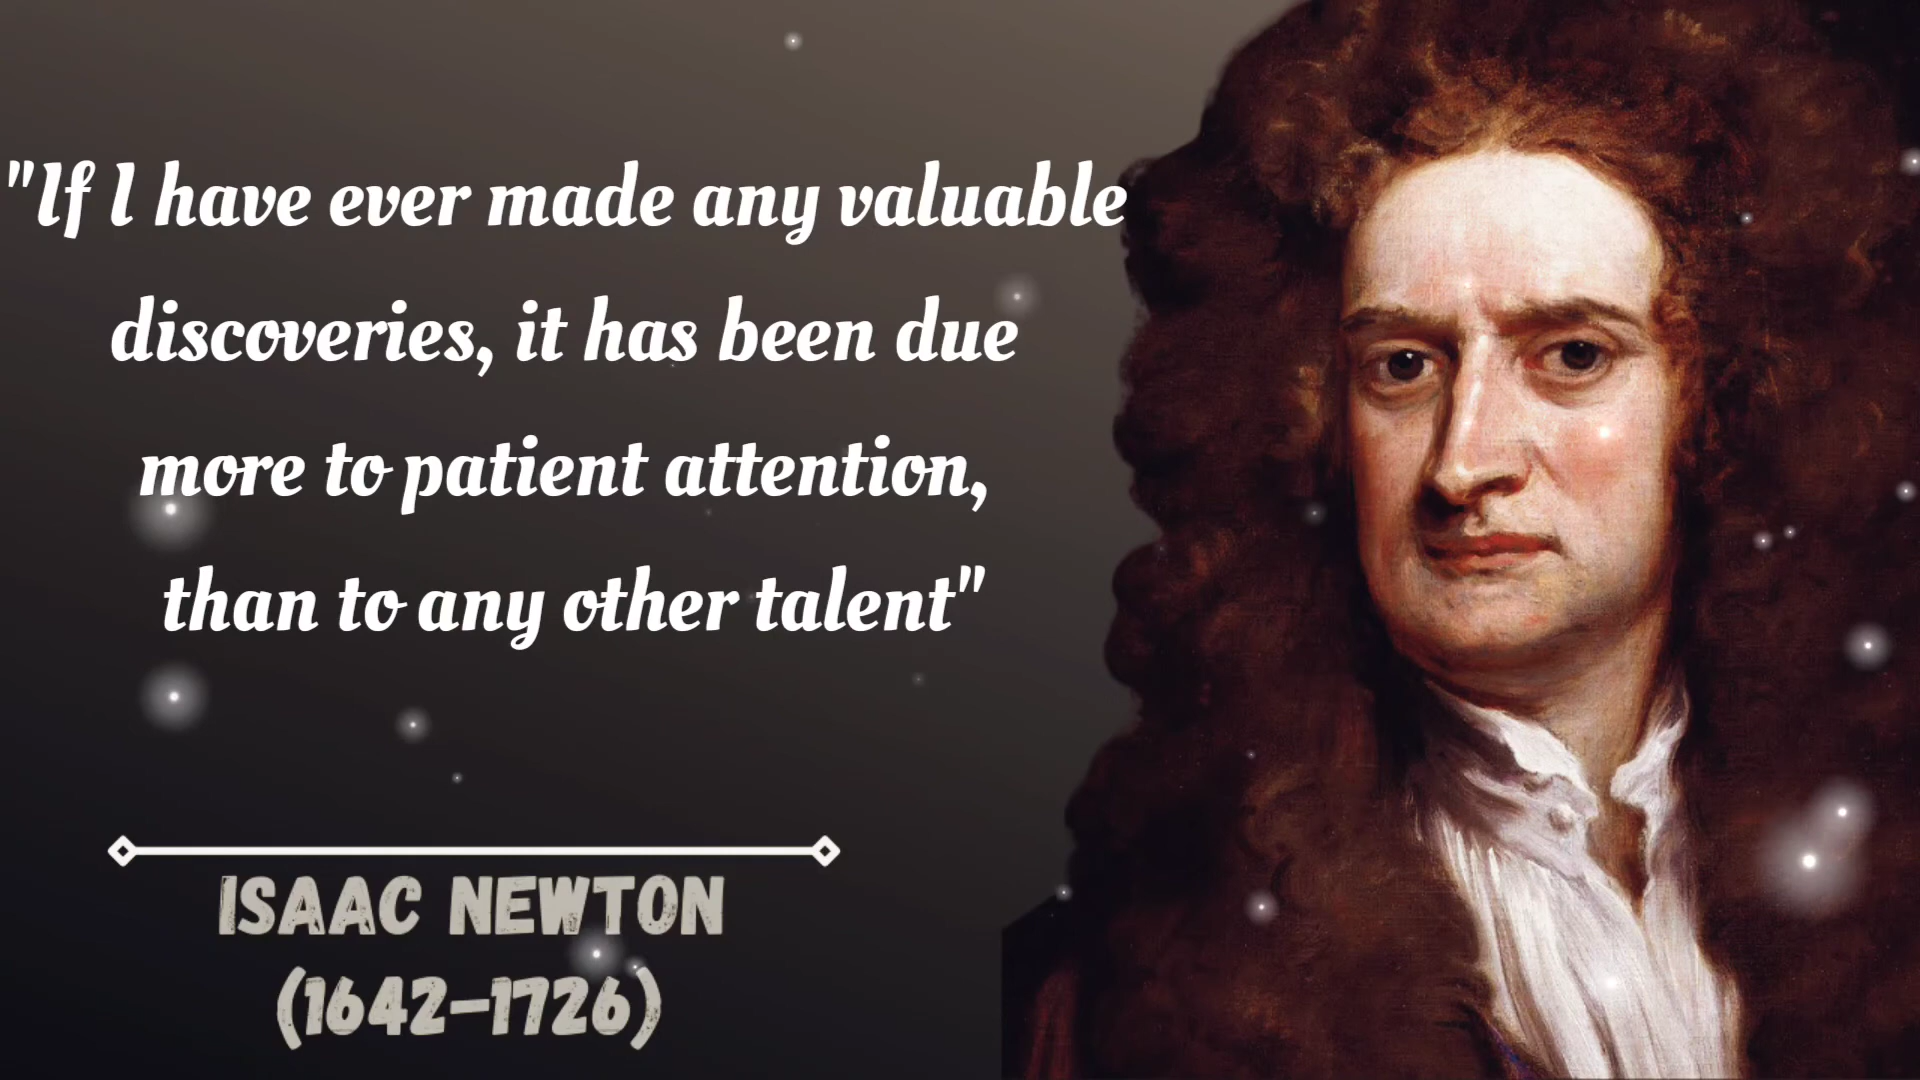 "If I have ever made any valuable
discoveries, it has been due
more to patient attention,
than to any other talent"
ISAAC NEWTON
(1642–1726)